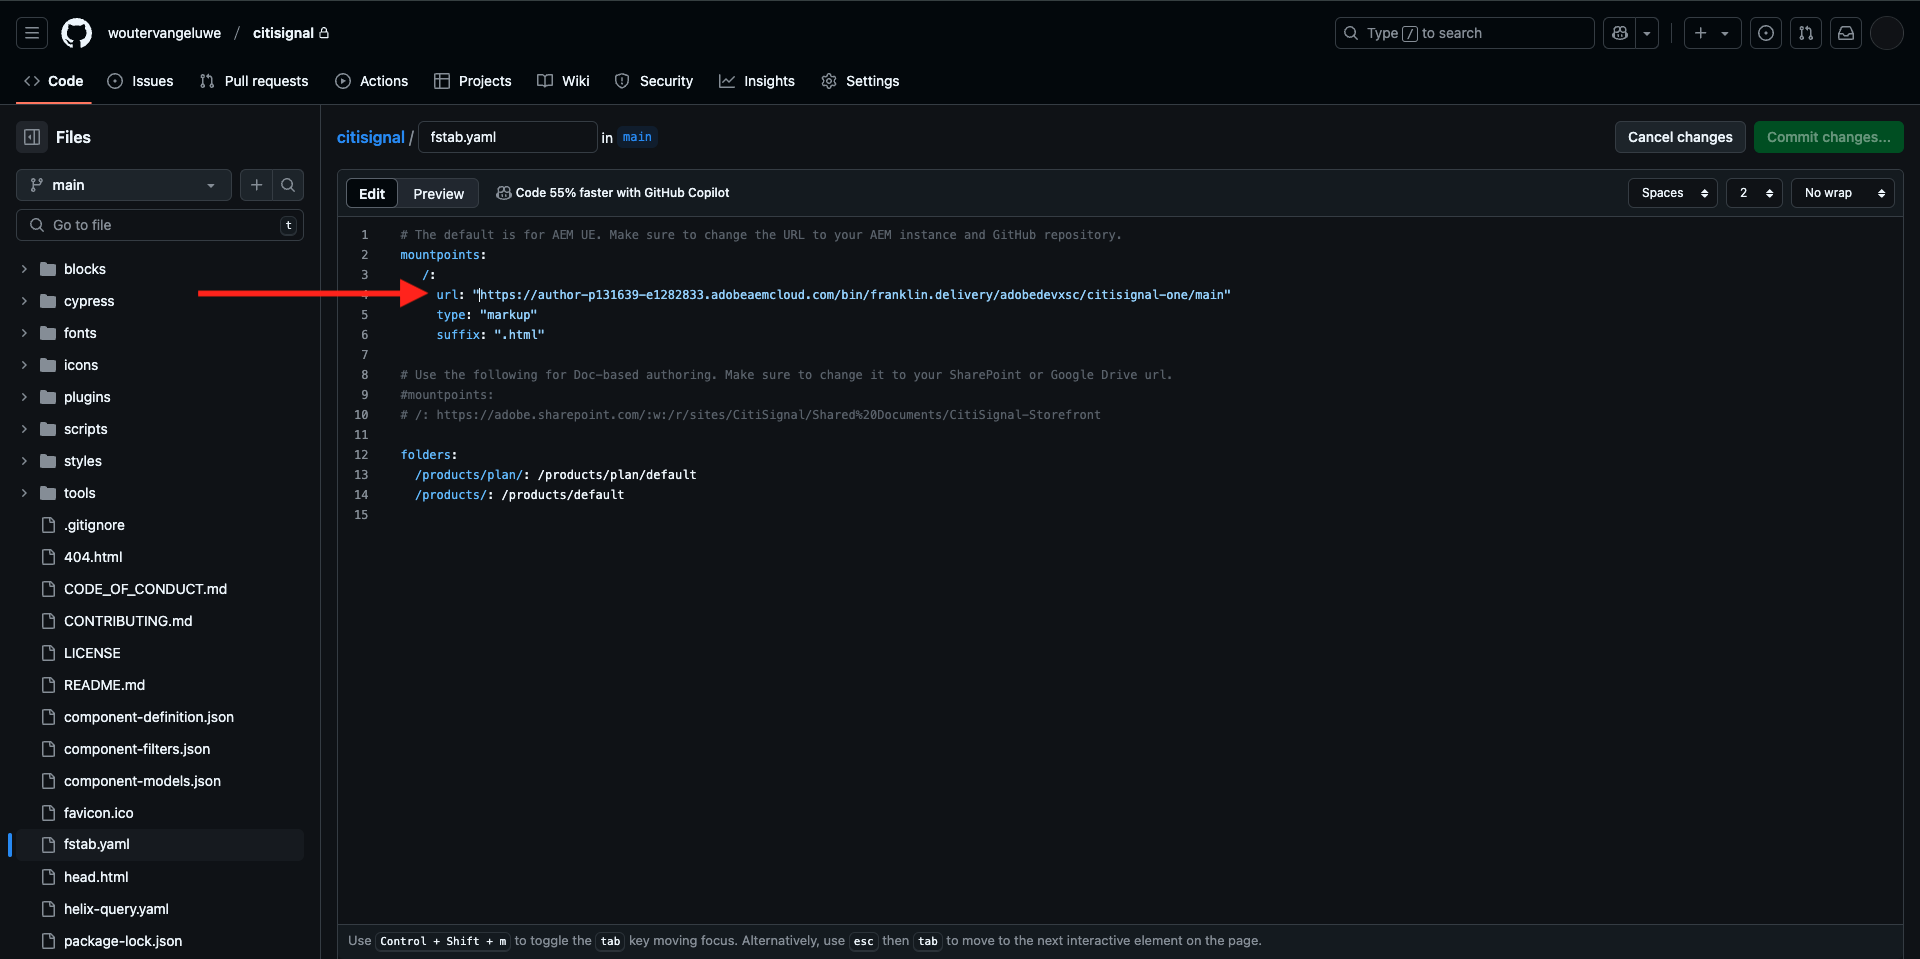 woutervangeluwe / citisignal
Type / to search
Code
Issues
Pull requests
Actions
Projects
Wiki
Security
Insights
Settings
Files
main
Go to file
t
blocks
cypress
fonts
icons
plugins
scripts
styles
tools
.gitignore
404.html
CODE_OF_CONDUCT.md
CONTRIBUTING.md
LICENSE
README.md
component-definition.json
component-filters.json
component-models.json
favicon.ico
fstab.yaml
head.html
helix-query.yaml
package-lock.json
citisignal / fstab.yaml in main
Cancel changes
Commit changes...
Edit
Preview
Code 55% faster with GitHub Copilot
Spaces
2
No wrap
1 # The default is for AEM UE. Make sure to change the URL to your AEM instance and GitHub repository.
2 mountpoints:
3 /:
4 url: "https://author-p131639-e1282833.adobeaemcloud.com/bin/franklin.delivery/adobedevxsc/citisignal-one/main"
5 type: "markup"
6 suffix: ".html"
7
8 # Use the following for Doc-based authoring. Make sure to change it to your SharePoint or Google Drive url.
9 #mountpoints:
10 # /: https://adobe.sharepoint.com/:w:/r/sites/CitiSignal/Shared%20Documents/CitiSignal-Storefront
11
12 folders:
13 /products/plan/: /products/plan/default
14 /products/: /products/default
15
Use Control + Shift + m to toggle the tab key moving focus. Alternatively, use esc then tab to move to the next interactive element on the page.